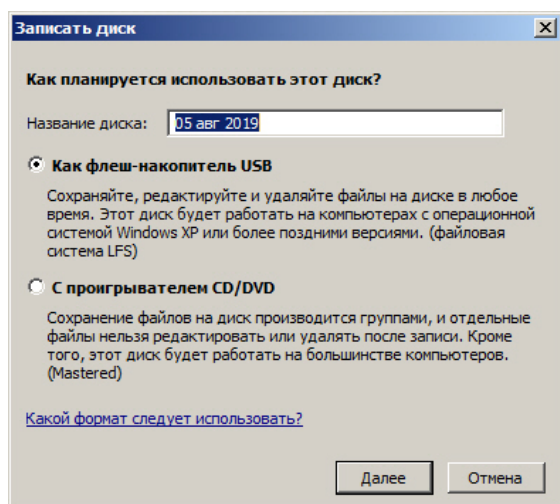 Записать диск
Как планируется использовать этот диск?
Название диска: 05 авг 2019
Как флеш-накопитель USB
Сохраняйте, редактируйте и удаляйте файлы на диске в любое
время. Этот диск будет работать на компьютерах с операционной
системой Windows XP или более поздними версиями. (файловая
система LFS)
С проигрывателем CD/DVD
Сохранение файлов на диск производится группами, и отдельные
файлы нельзя редактировать или удалять после записи. Кроме
того, этот диск будет работать на большинстве компьютеров.
(Mastered)
Какой формат следует использовать?
Далее Отмена